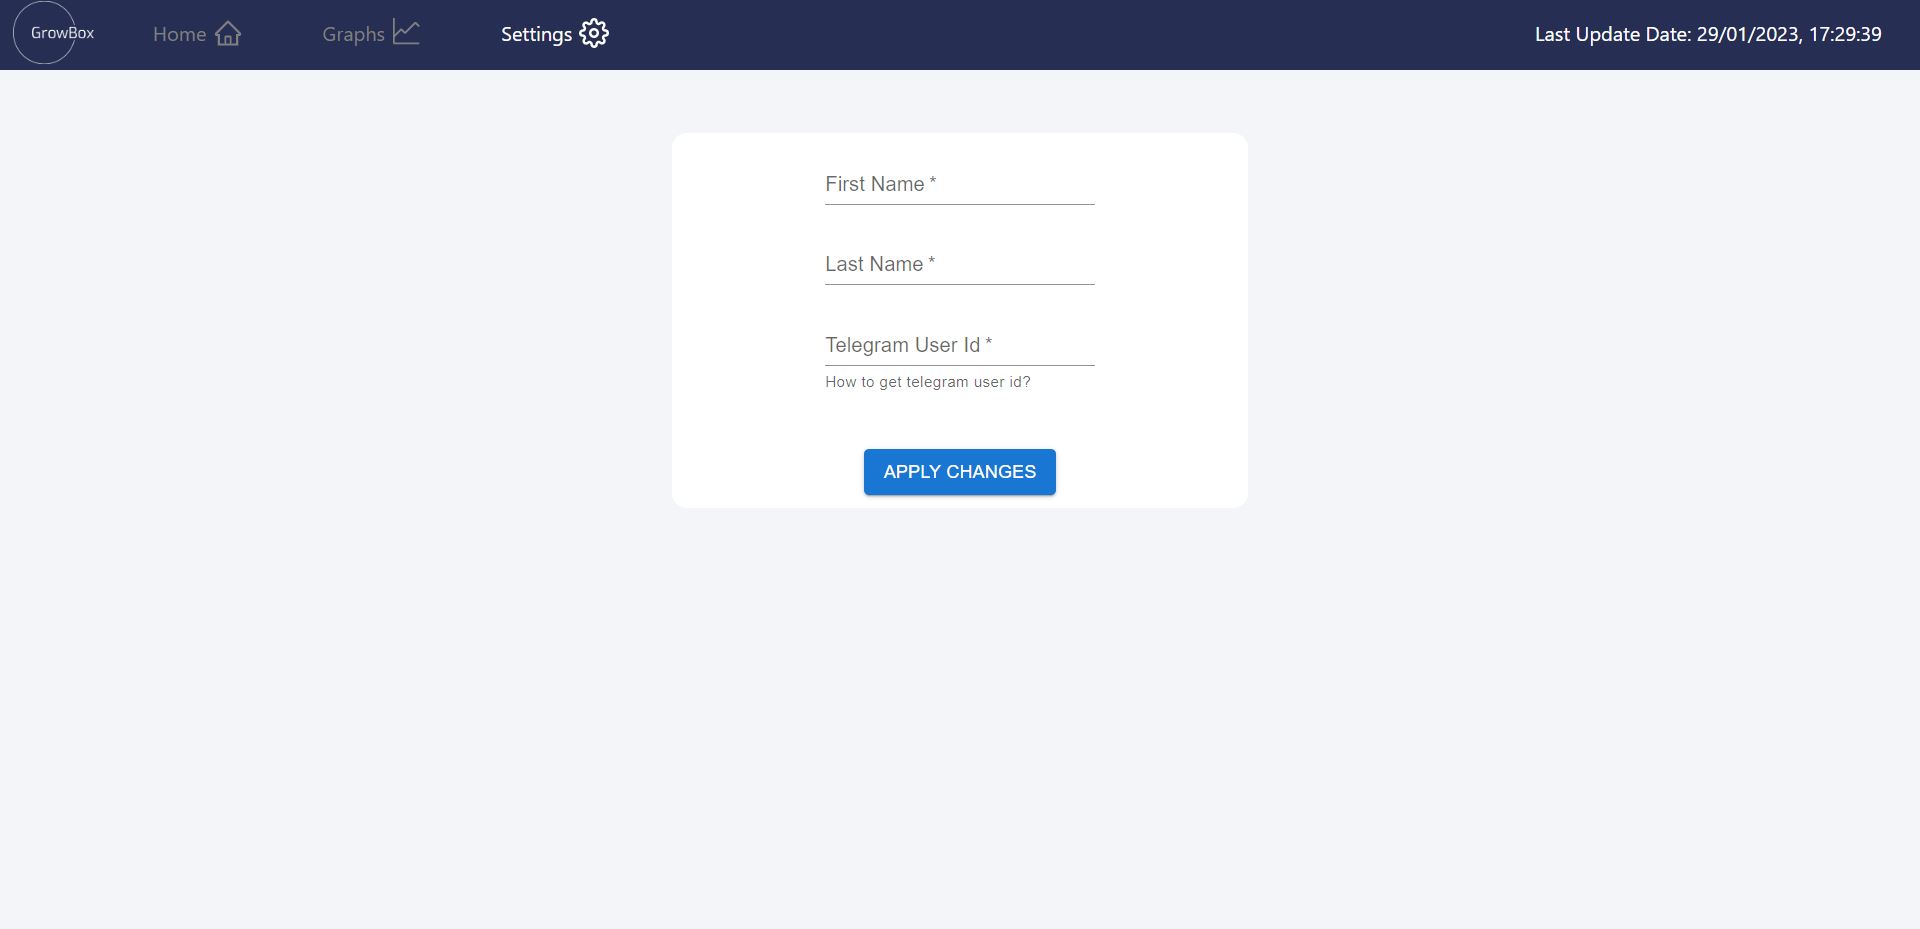 GrowBox
Home
Graphs
Settings
Last Update Date: 29/01/2023, 17:29:39
First Name *
Last Name *
Telegram User Id *
How to get telegram user id?
APPLY CHANGES